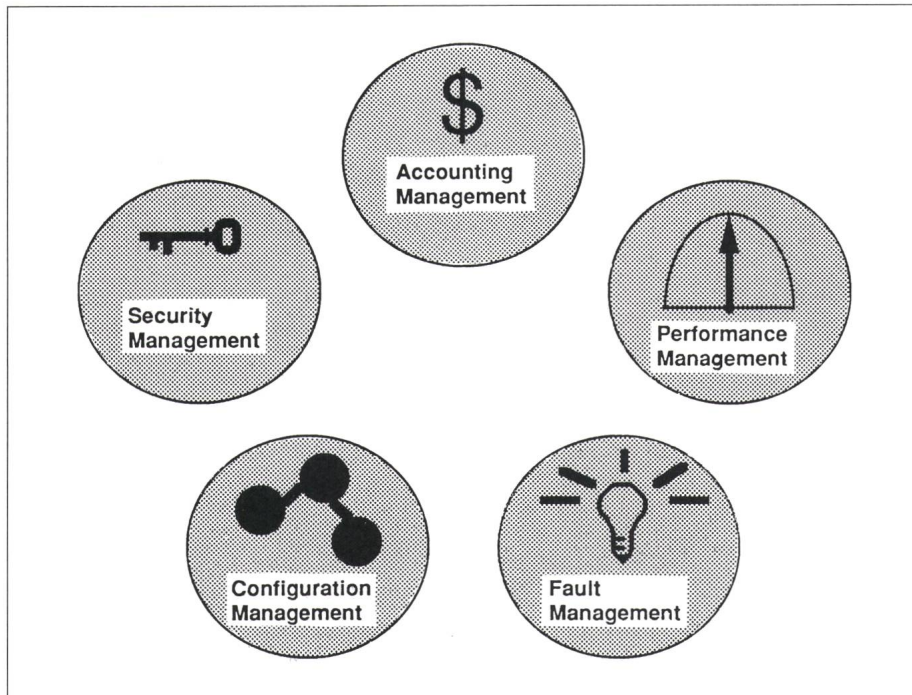 $
Accounting
Management
Security
Management
Performance
Management
Configuration
Management
Fault
Management